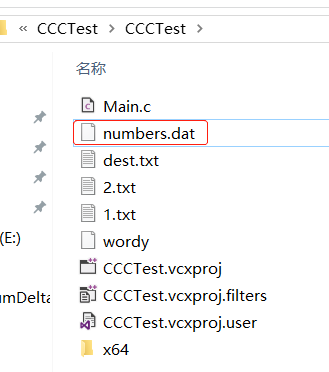 « CCCTest > CCCTest >
名称
Main.c
numbers.dat
dest.txt
2.txt
1.txt
(E:)
wordy
CCCTest.vcxproj
umDelta
CCCTest.vcxproj.filters
CCCTest.vcxproj.user
x64